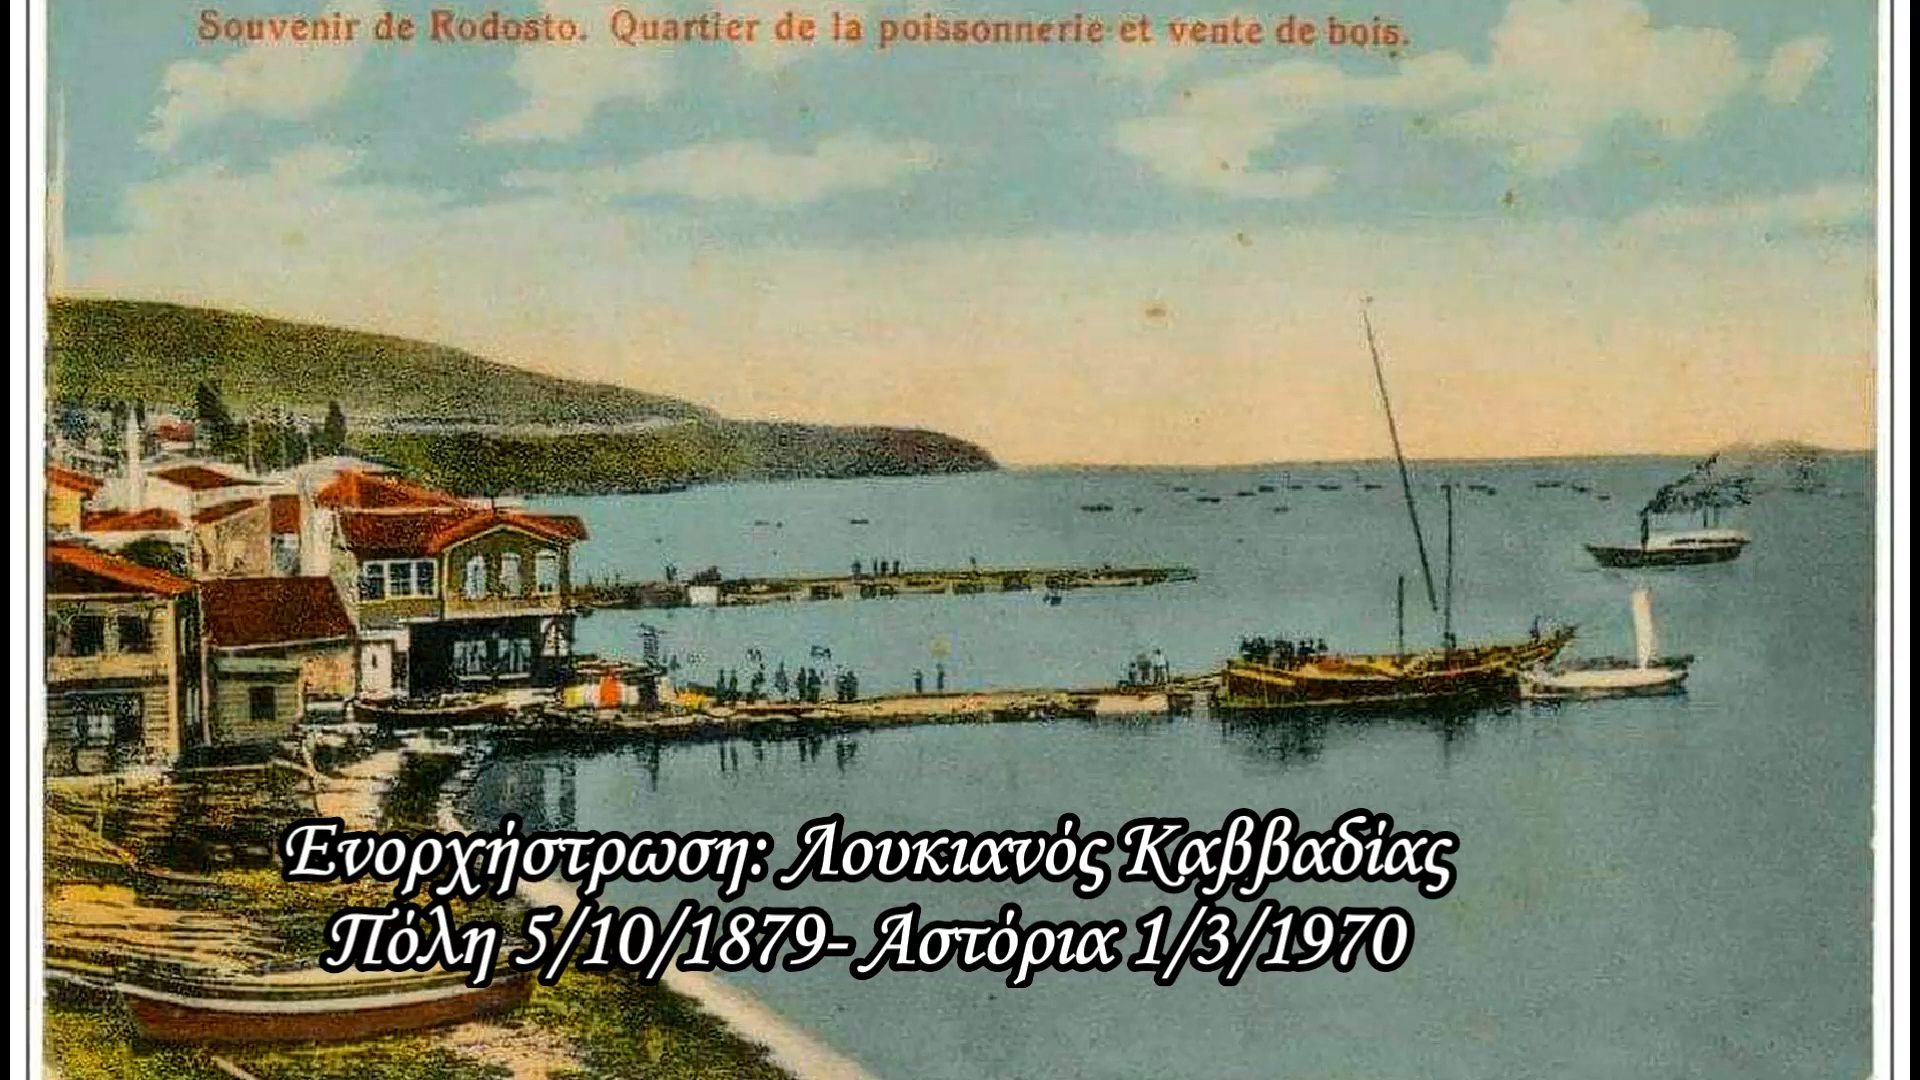 Souvenir de Rodosto. Quartier de la poissonnerie et vente de bois.
Ενορχήστρωση: Λουκιανός Καββαδίας
Πόλη 5/10/1879- Αστόρια 1/3/1970